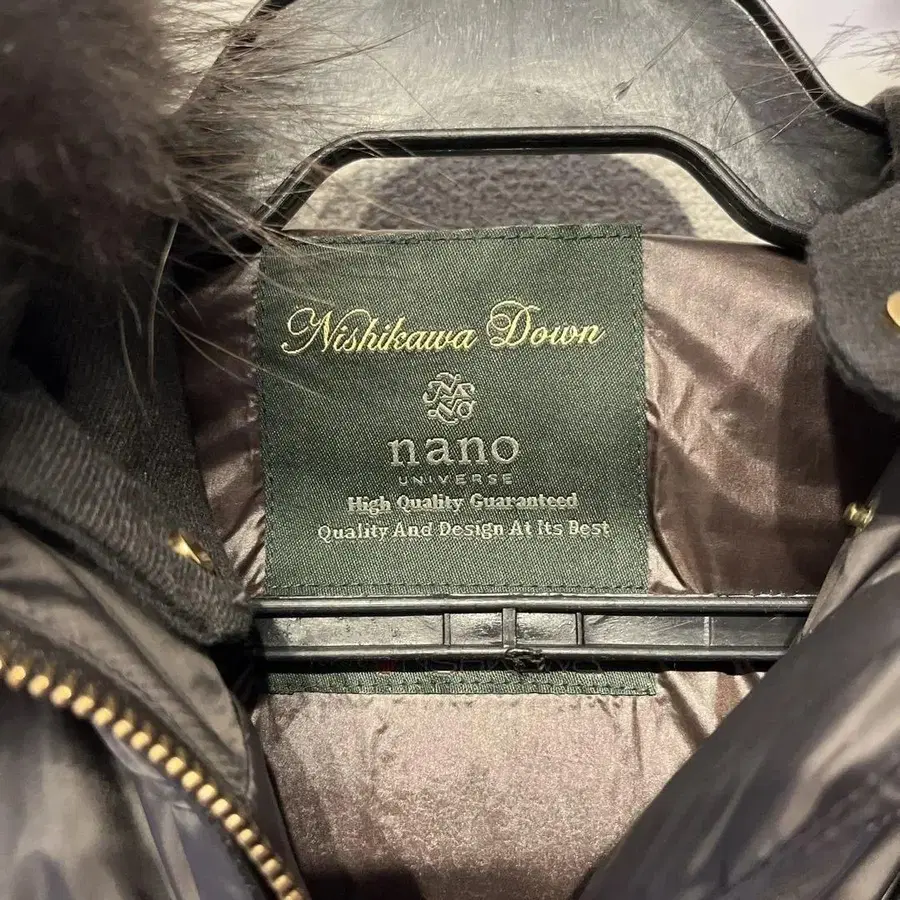 Nishikawa Down
nano
UNIVERSE
High Quality Guaranteed
Quality And Design At Its Best